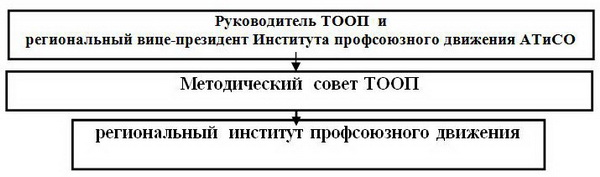 Руководитель ТООП и
региональный вице-президент Института профсоюзного движения АТиСО
Методический совет ТООП
региональный институт профсоюзного движения